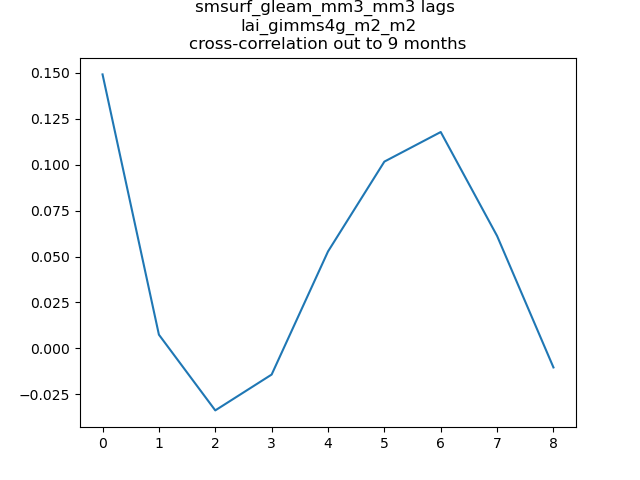 smsurf_gleam_mm3_mm3 lags
lai_gimms4g_m2_m2
cross-correlation out to 9 months
0.150
0.125
0.100
0.075
0.050
0.025
0.000
−0.025
0 1 2 3 4 5 6 7 8